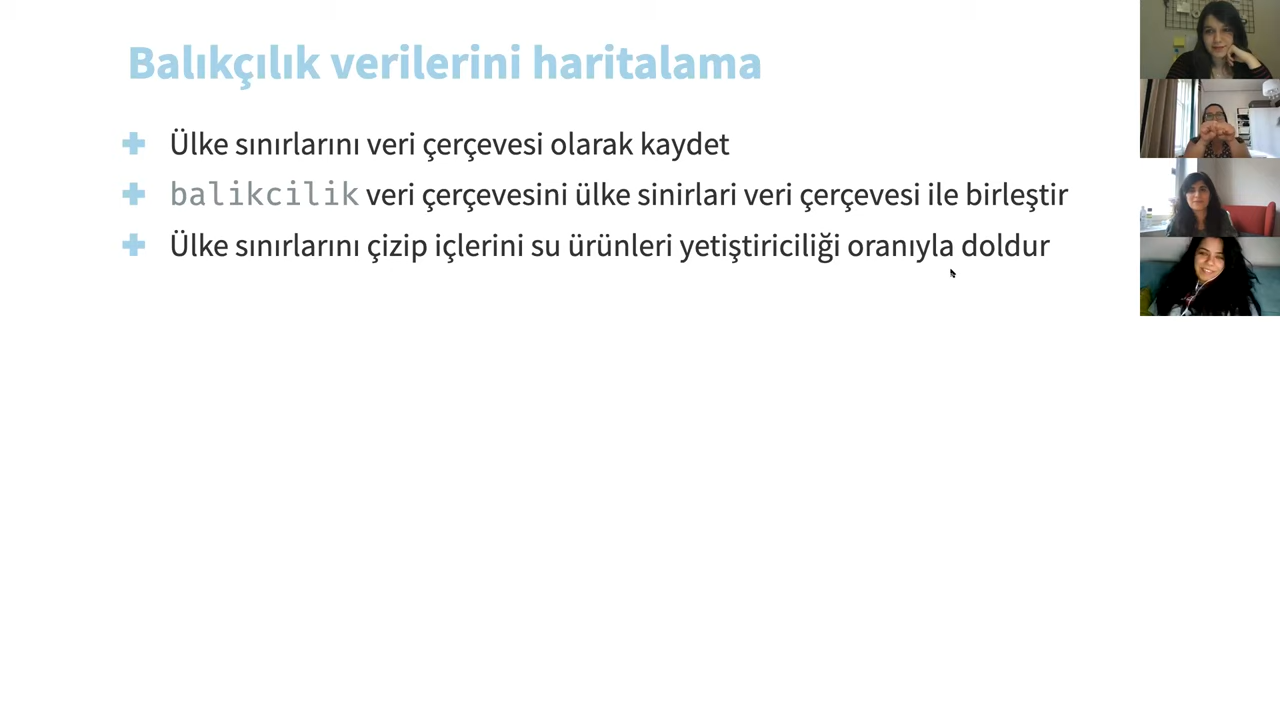 Balıkçılık verilerini haritalama
Ülke sınırlarını veri çerçevesi olarak kaydet
balikcilik veri çerçevesini ülke sinirlari veri çerçevesi ile birleştir
Ülke sınırlarını çizip içlerini su ürünleri yetiştiriciliği oranıyla doldur